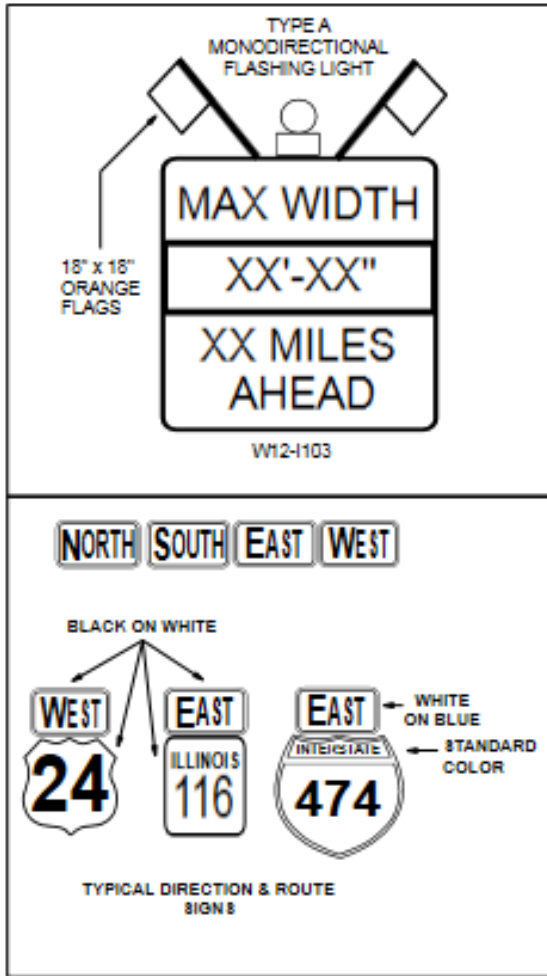 TYPE A
MONODIRECTIONAL
FLASHING LIGHT
MAX WIDTH
18" x 18"
ORANGE
FLAGS
XX'-XX"
XX MILES
AHEAD
W12-I103
NORTH SOUTH EAST WEST
BLACK ON WHITE
WEST EAST EAST
WHITE
ON BLUE
INTERSTATE
STANDARD
COLOR
24
ILLINOIS
116
474
TYPICAL DIRECTION & ROUTE
SIGNS